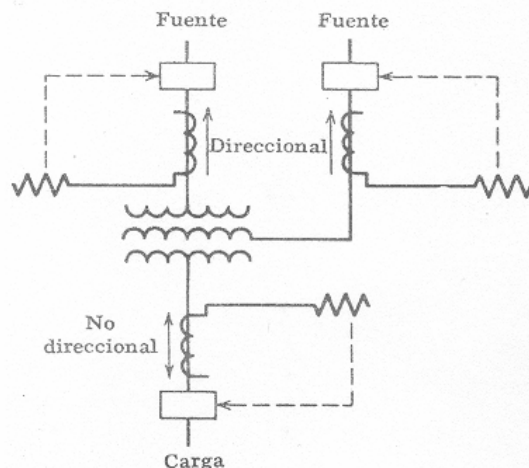 Fuente
Fuente
Direccional
No
direccional
Carga